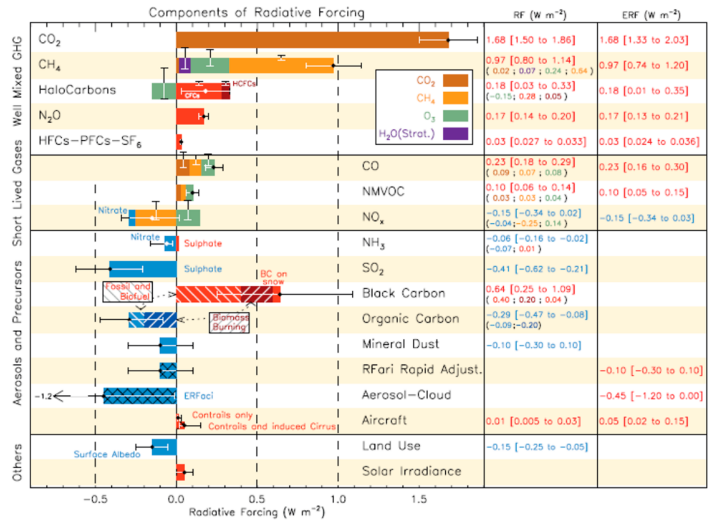 Components of Radiative Forcing
RF (W m⁻²)
ERF (W m⁻²)
Well Mixed GHG
CO₂
1.68 [1.50 to 1.86]
1.68 [1.33 to 2.03]
CH₄
0.97 [0.80 to 1.14]
(0.02 ; 0.07 ; 0.24 ; 0.64)
0.97 [0.74 to 1.20]
HaloCarbons
HCFCs
CFCs
0.18 [0.03 to 0.33]
(-0.15; 0.28 ; 0.05)
0.18 [0.01 to 0.35]
N₂O
0.17 [0.14 to 0.20]
0.17 [0.13 to 0.21]
HFCs-PFCs-SF₆
0.03 [0.027 to 0.033]
0.03 [0.024 to 0.036]
CO₂
CH₄
O₃
H₂O(Strat.)
Short Lived Gases
CO
0.23 [0.18 to 0.29]
(0.09 ; 0.07 ; 0.08)
0.23 [0.16 to 0.30]
NMVOC
0.10 [0.06 to 0.14]
(0.03 ; 0.03 ; 0.04)
0.10 [0.05 to 0.15]
Nitrate
NOₓ
-0.15 [-0.34 to 0.02]
(-0.04; -0.25 ; 0.14)
-0.15 [-0.34 to 0.03]
Aerosols and Precursors
Nitrate
Sulphate
NH₃
-0.06 [-0.16 to -0.02]
(-0.07; 0.01)
Sulphate
SO₂
-0.41 [-0.62 to -0.21]
Fossil and
Biofuel
BC on
snow
Black Carbon
0.64 [0.25 to 1.09]
(0.40 ; 0.20 ; 0.04)
Biomass
Burning
Organic Carbon
-0.29 [-0.47 to -0.08]
(-0.09;-0.20)
Mineral Dust
-0.10 [-0.30 to 0.10]
RFari Rapid Adjust.
-0.10 [-0.30 to 0.10]
-1.2
ERFaci
Aerosol-Cloud
-0.45 [-1.20 to 0.00]
Contrails only
Contrails and induced Cirrus
Aircraft
0.01 [0.005 to 0.03]
0.05 [0.02 to 0.15]
Others
Surface Albedo
Land Use
-0.15 [-0.25 to -0.05]
Solar Irradiance
-0.5
0.0
0.5
1.0
1.5
Radiative Forcing (W m⁻²)